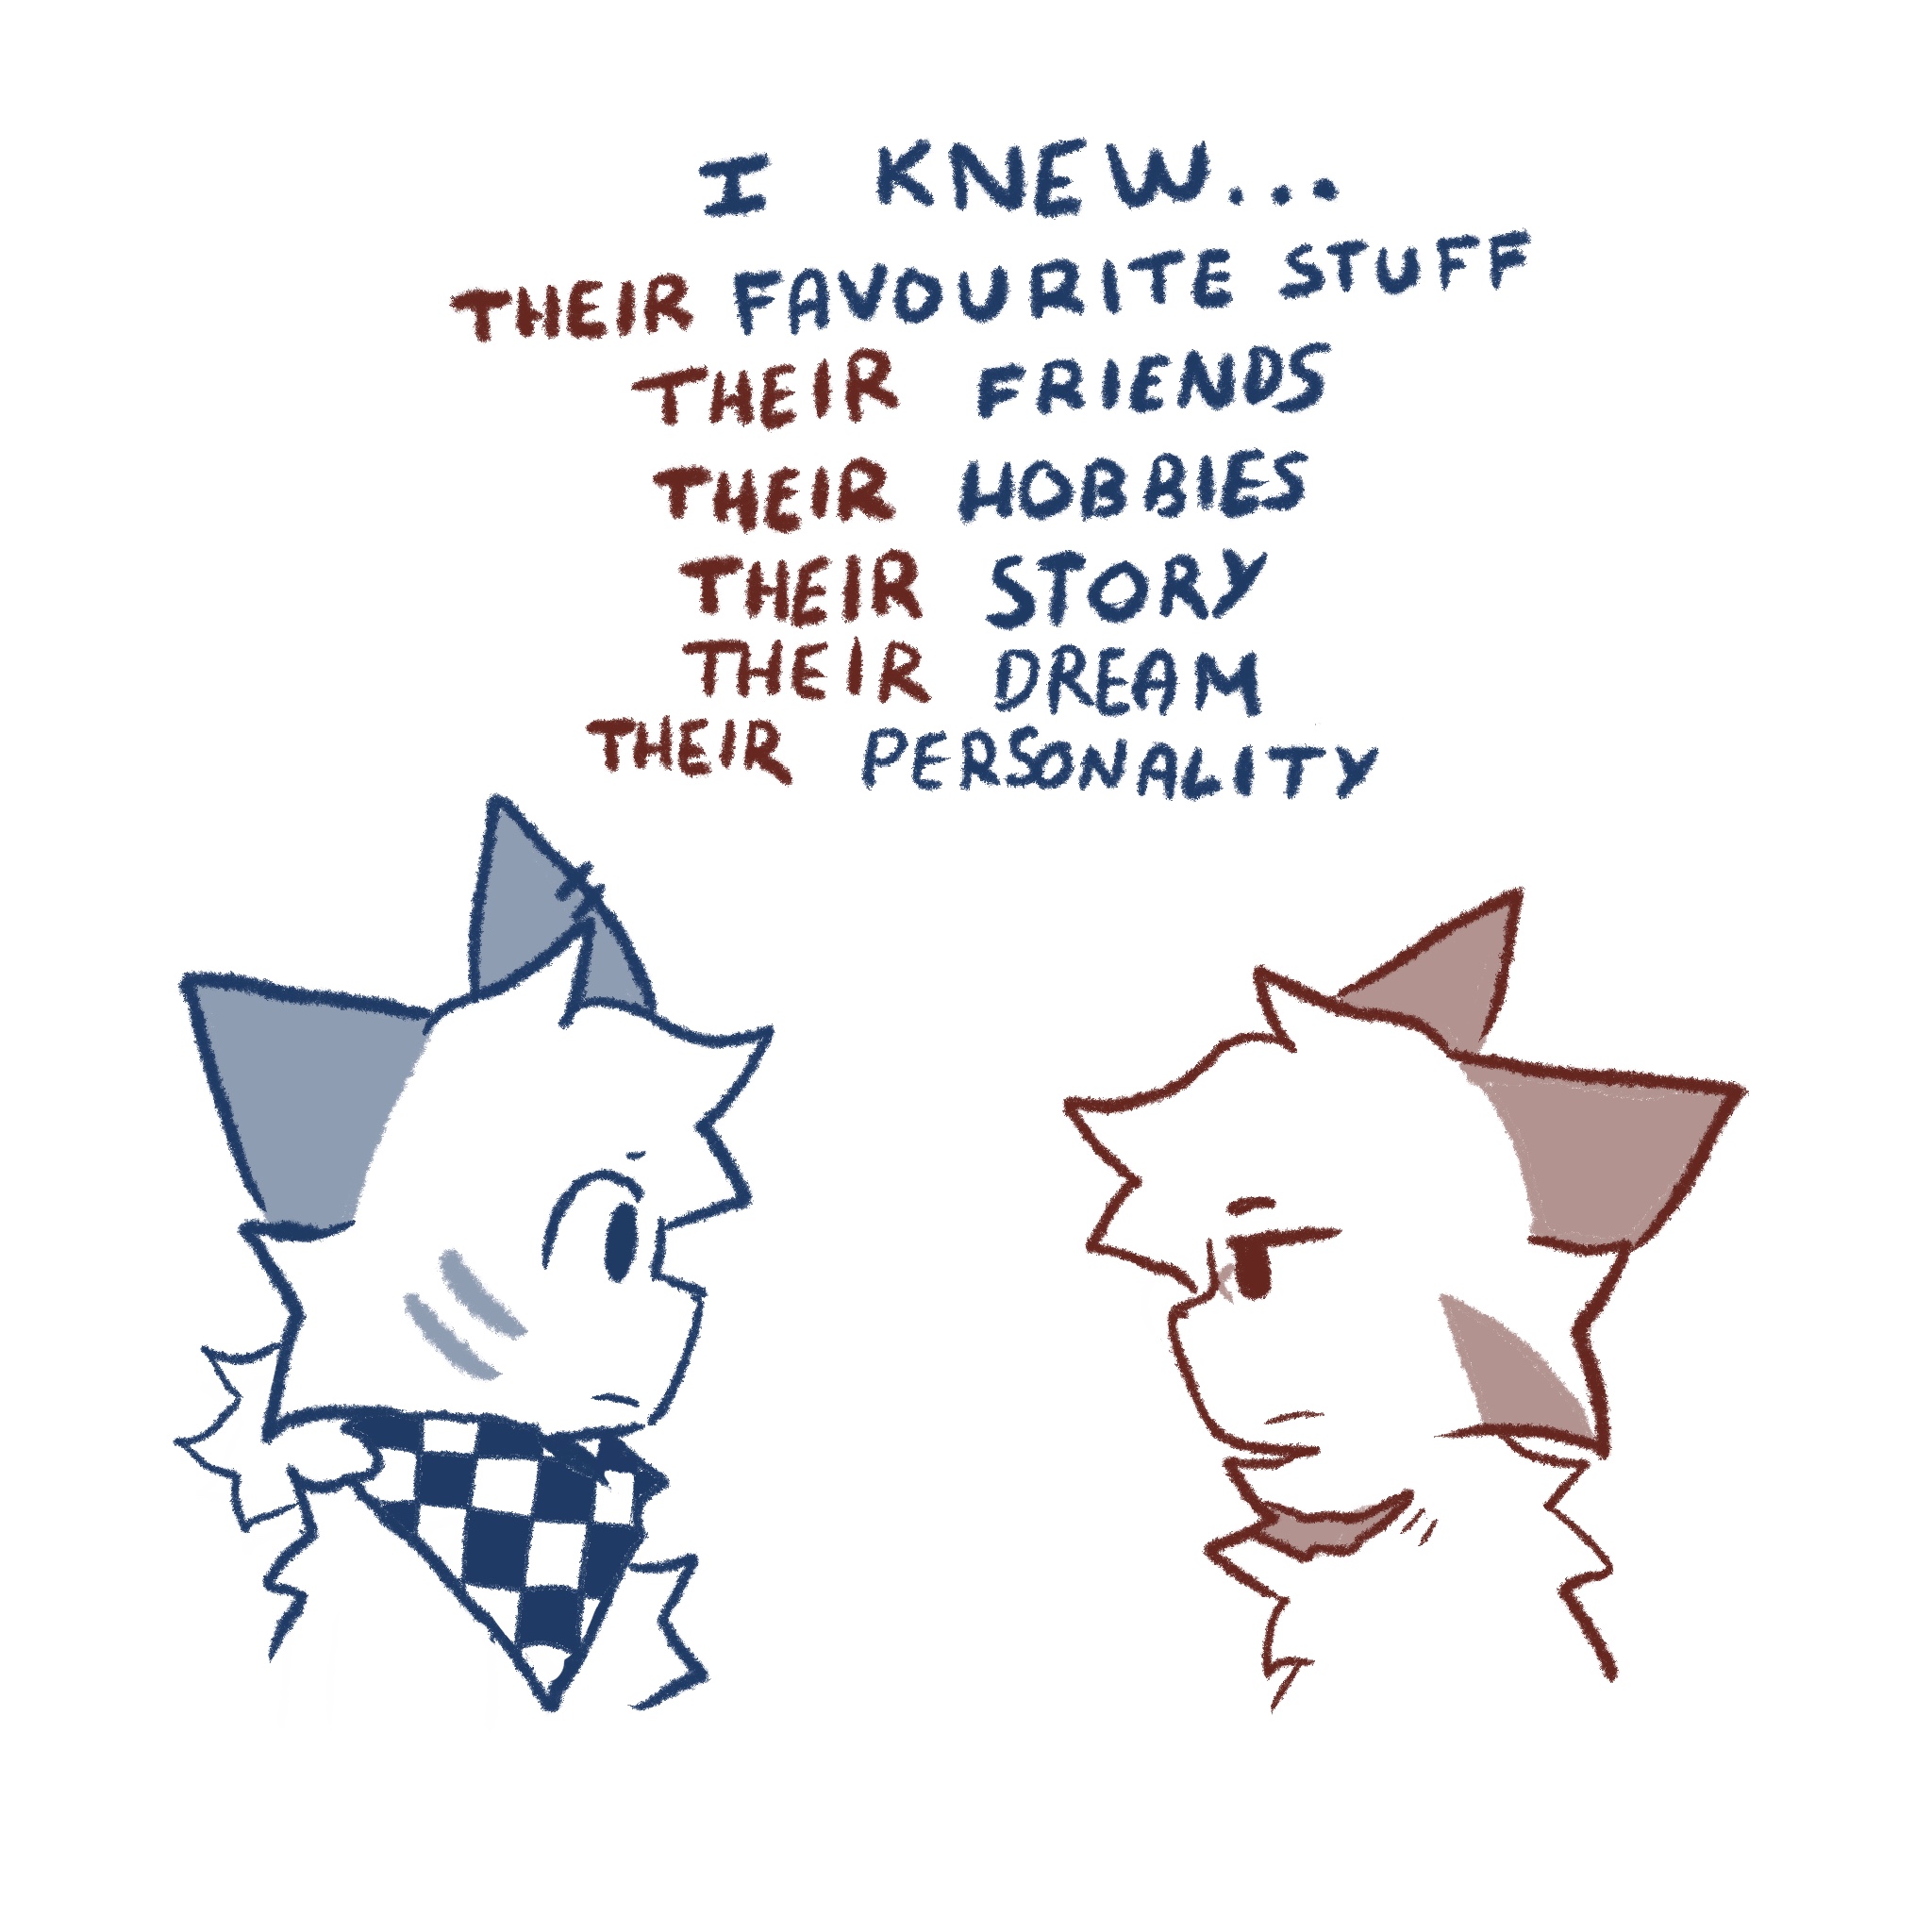 I KNEW...
THEIR FAVOURITE STUFF
THEIR FRIENDS
THEIR HOBBIES
THEIR STORY
THEIR DREAM
THEIR PERSONALITY